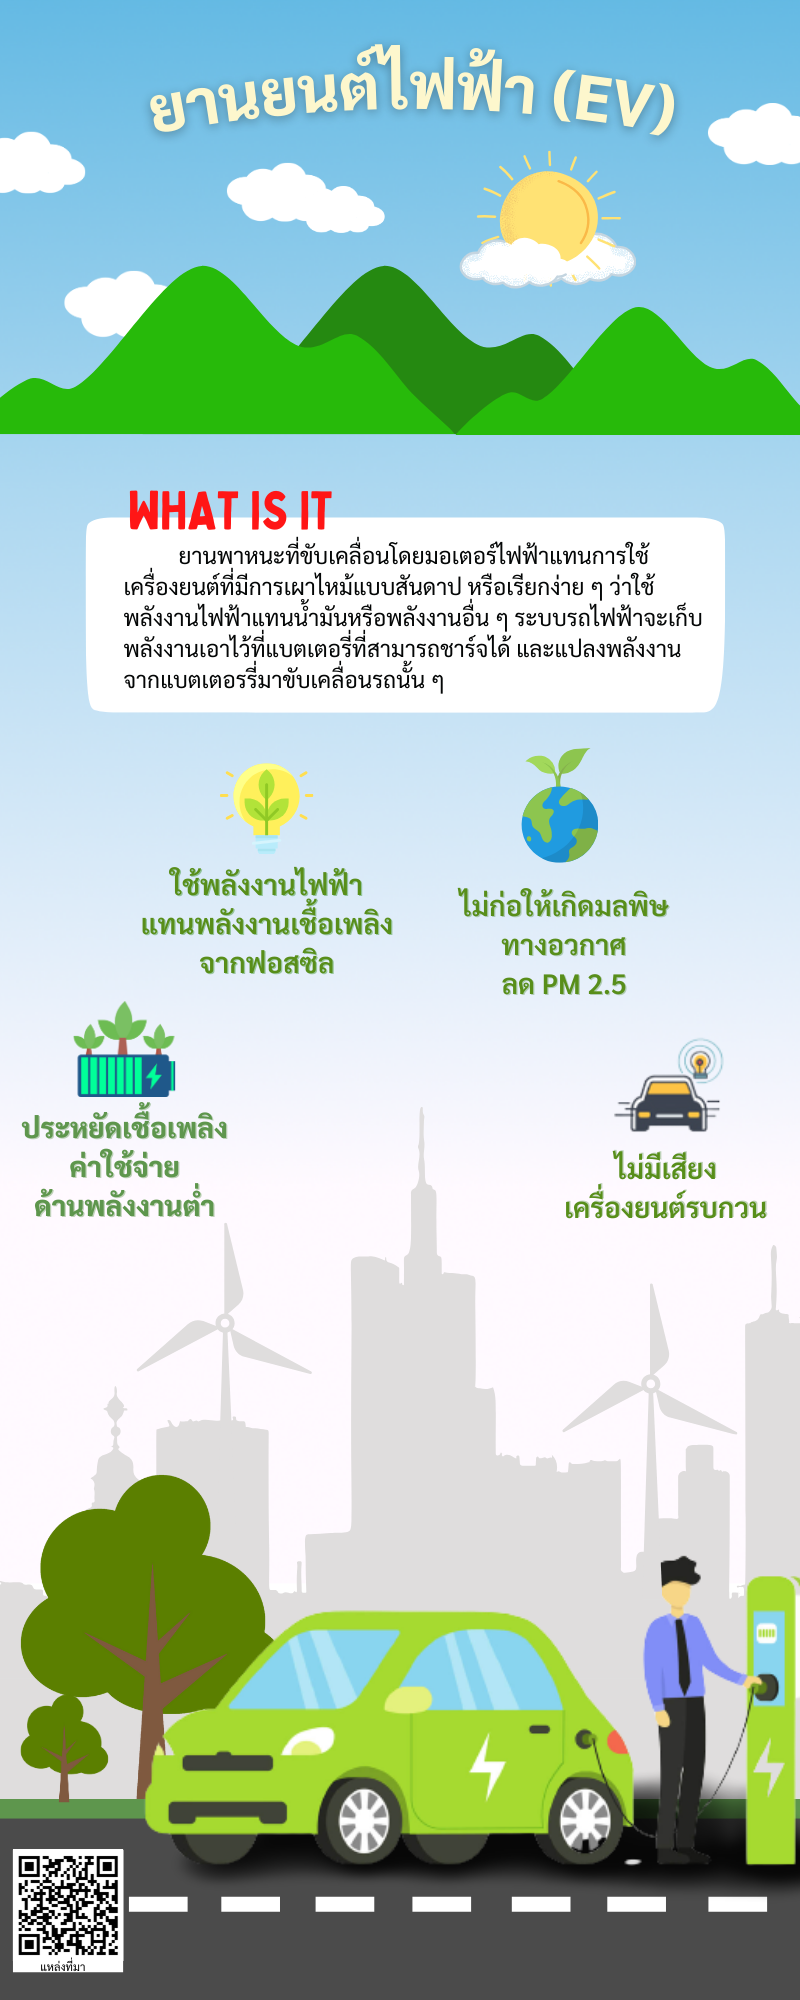 ยานยนต์ไฟฟ้า (EV)
WHAT IS IT
ยานพาหนะที่ขับเคลื่อนโดยมอเตอร์ไฟฟ้าแทนการใช้
เครื่องยนต์ที่มีการเผาไหม้แบบสันดาป หรือเรียกง่าย ๆ ว่าใช้
พลังงานไฟฟ้าแทนน้ำมันหรือพลังงานอื่น ๆ ระบบรถไฟฟ้าจะเก็บ
พลังงานเอาไว้ที่แบตเตอรี่ที่สามารถชาร์จได้ และแปลงพลังงาน
จากแบตเตอรรี่มาขับเคลื่อนรถนั้น ๆ
ใช้พลังงานไฟฟ้า
แทนพลังงานเชื้อเพลิง
จากฟอสซิล
ไม่ก่อให้เกิดมลพิษ
ทางอวกาศ
ลด PM 2.5
ประหยัดเชื้อเพลิง
ค่าใช้จ่าย
ด้านพลังงานต่ำ
ไม่มีเสียง
เครื่องยนต์รบกวน
แหล่งที่มา